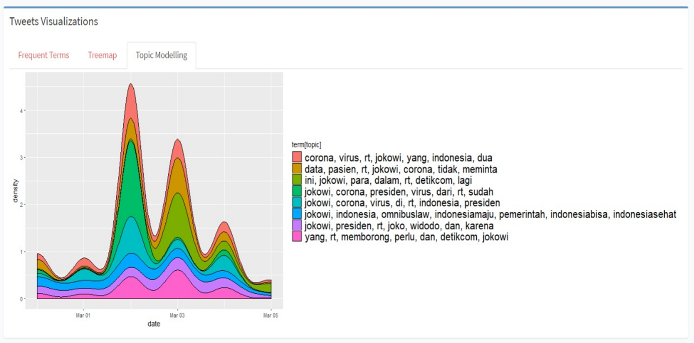 Tweets Visualizations
Frequent Terms
Treemap
Topic Modelling
4
3
2
1
0
density
Mar 01
Mar 03
Mar 05
date
term[topic]
corona, virus, rt, jokowi, yang, indonesia, dua
data, pasien, rt, jokowi, corona, tidak, meminta
ini, jokowi, para, dalam, rt, detikcom, lagi
jokowi, corona, presiden, virus, dari, rt, sudah
jokowi, corona, virus, di, rt, indonesia, presiden
jokowi, indonesia, omnibuslaw, indonesiamaju, pemerintah, indonesiabisa, indonesiasehat
jokowi, presiden, rt, joko, widodo, dan, karena
yang, rt, memborong, perlu, dan, detikcom, jokowi